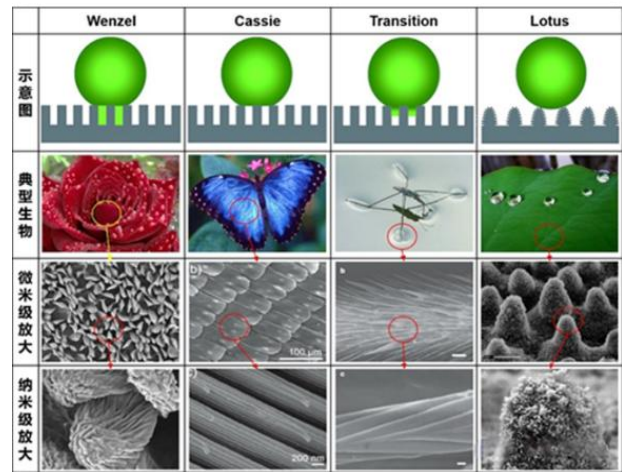 Wenzel
Cassie
Transition
Lotus
示意图
典型生物
微米级放大
b)
100 μm
b
纳米级放大
200 nm
c